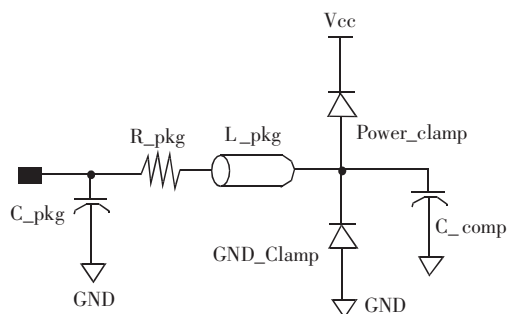 Vcc
R_pkg
L_pkg
Power_clamp
C_pkg
C_comp
GND_Clamp
GND
GND